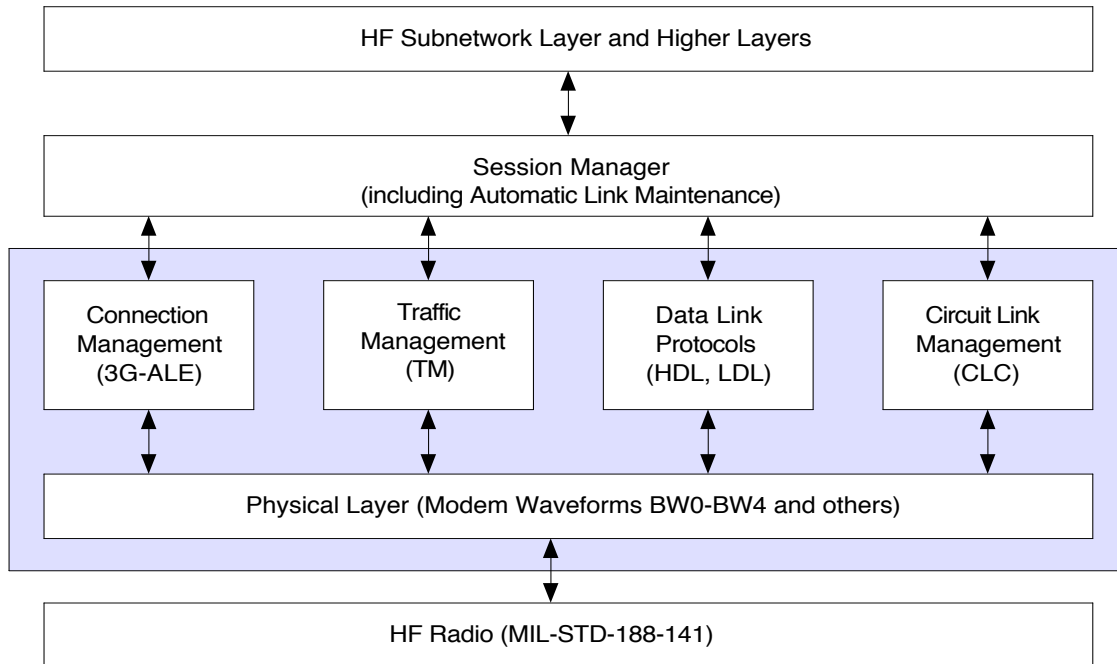 HF Subnetwork Layer and Higher Layers
Session Manager
(including Automatic Link Maintenance)
Connection
Management
(3G-ALE)
Traffic
Management
(TM)
Data Link
Protocols
(HDL, LDL)
Circuit Link
Management
(CLC)
Physical Layer (Modem Waveforms BW0-BW4 and others)
HF Radio (MIL-STD-188-141)